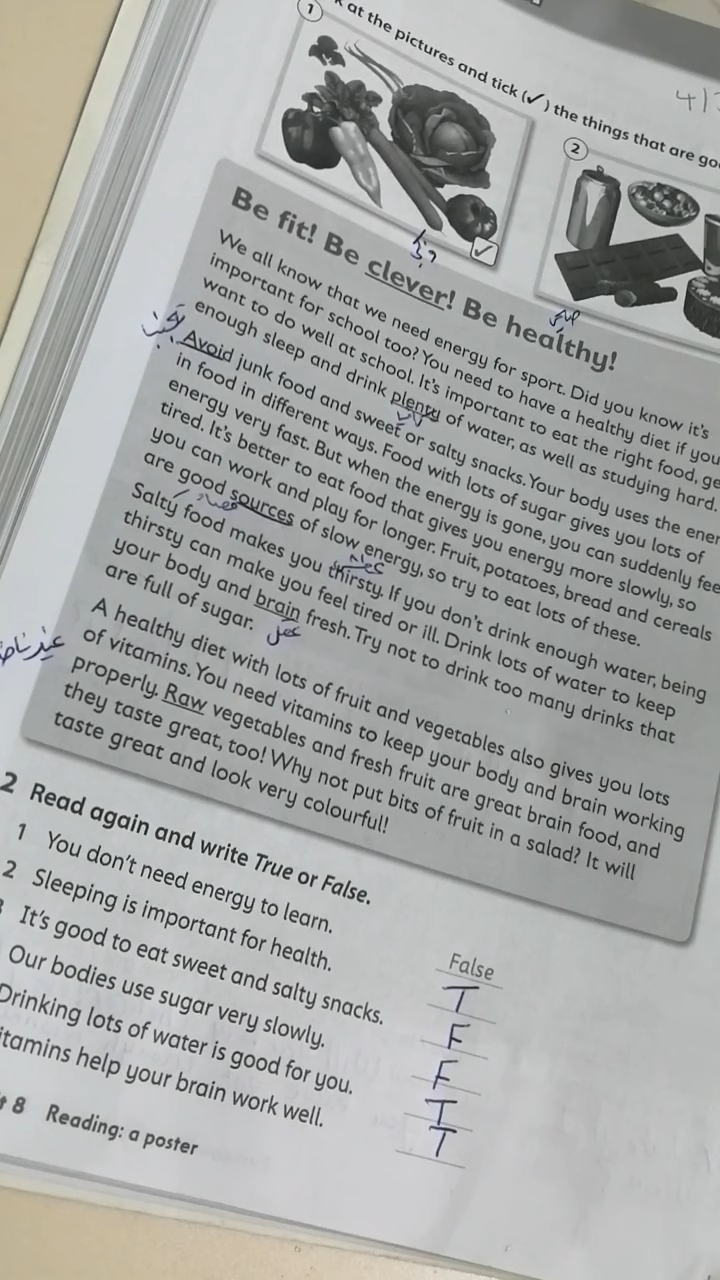 at the pictures and tick (✓) the things that are go
1
2
Be fit! Be clever! Be healthy!
We all know that we need energy for sport. Did you know it's
important for school too? You need to have a healthy diet if you
want to do well at school. It's important to eat the right food, ge
enough sleep and drink plenty of water, as well as studying hard.
Avoid junk food and sweet or salty snacks. Your body uses the ener
in food in different ways. Food with lots of sugar gives you lots of
energy very fast. But when the energy is gone, you can suddenly fee
tired. It's better to eat food that gives you energy more slowly, so
you can work and play for longer. Fruit, potatoes, bread and cereals
are good sources of slow energy, so try to eat lots of these.
Salty food makes you thirsty. If you don't drink enough water, being
thirsty can make you feel tired or ill. Drink lots of water to keep
your body and brain fresh. Try not to drink too many drinks that
are full of sugar.
عقل
A healthy diet with lots of fruit and vegetables also gives you lots
of vitamins. You need vitamins to keep your body and brain working
properly. Raw vegetables and fresh fruit are great brain food, and
they taste great, too! Why not put bits of fruit in a salad? It will
taste great and look very colourful!
2 Read again and write True or False.
1 You don't need energy to learn. False
2 Sleeping is important for health. T
3 It's good to eat sweet and salty snacks. F
Our bodies use sugar very slowly. F
Drinking lots of water is good for you. T
itamins help your brain work well. T
t 8 Reading: a poster